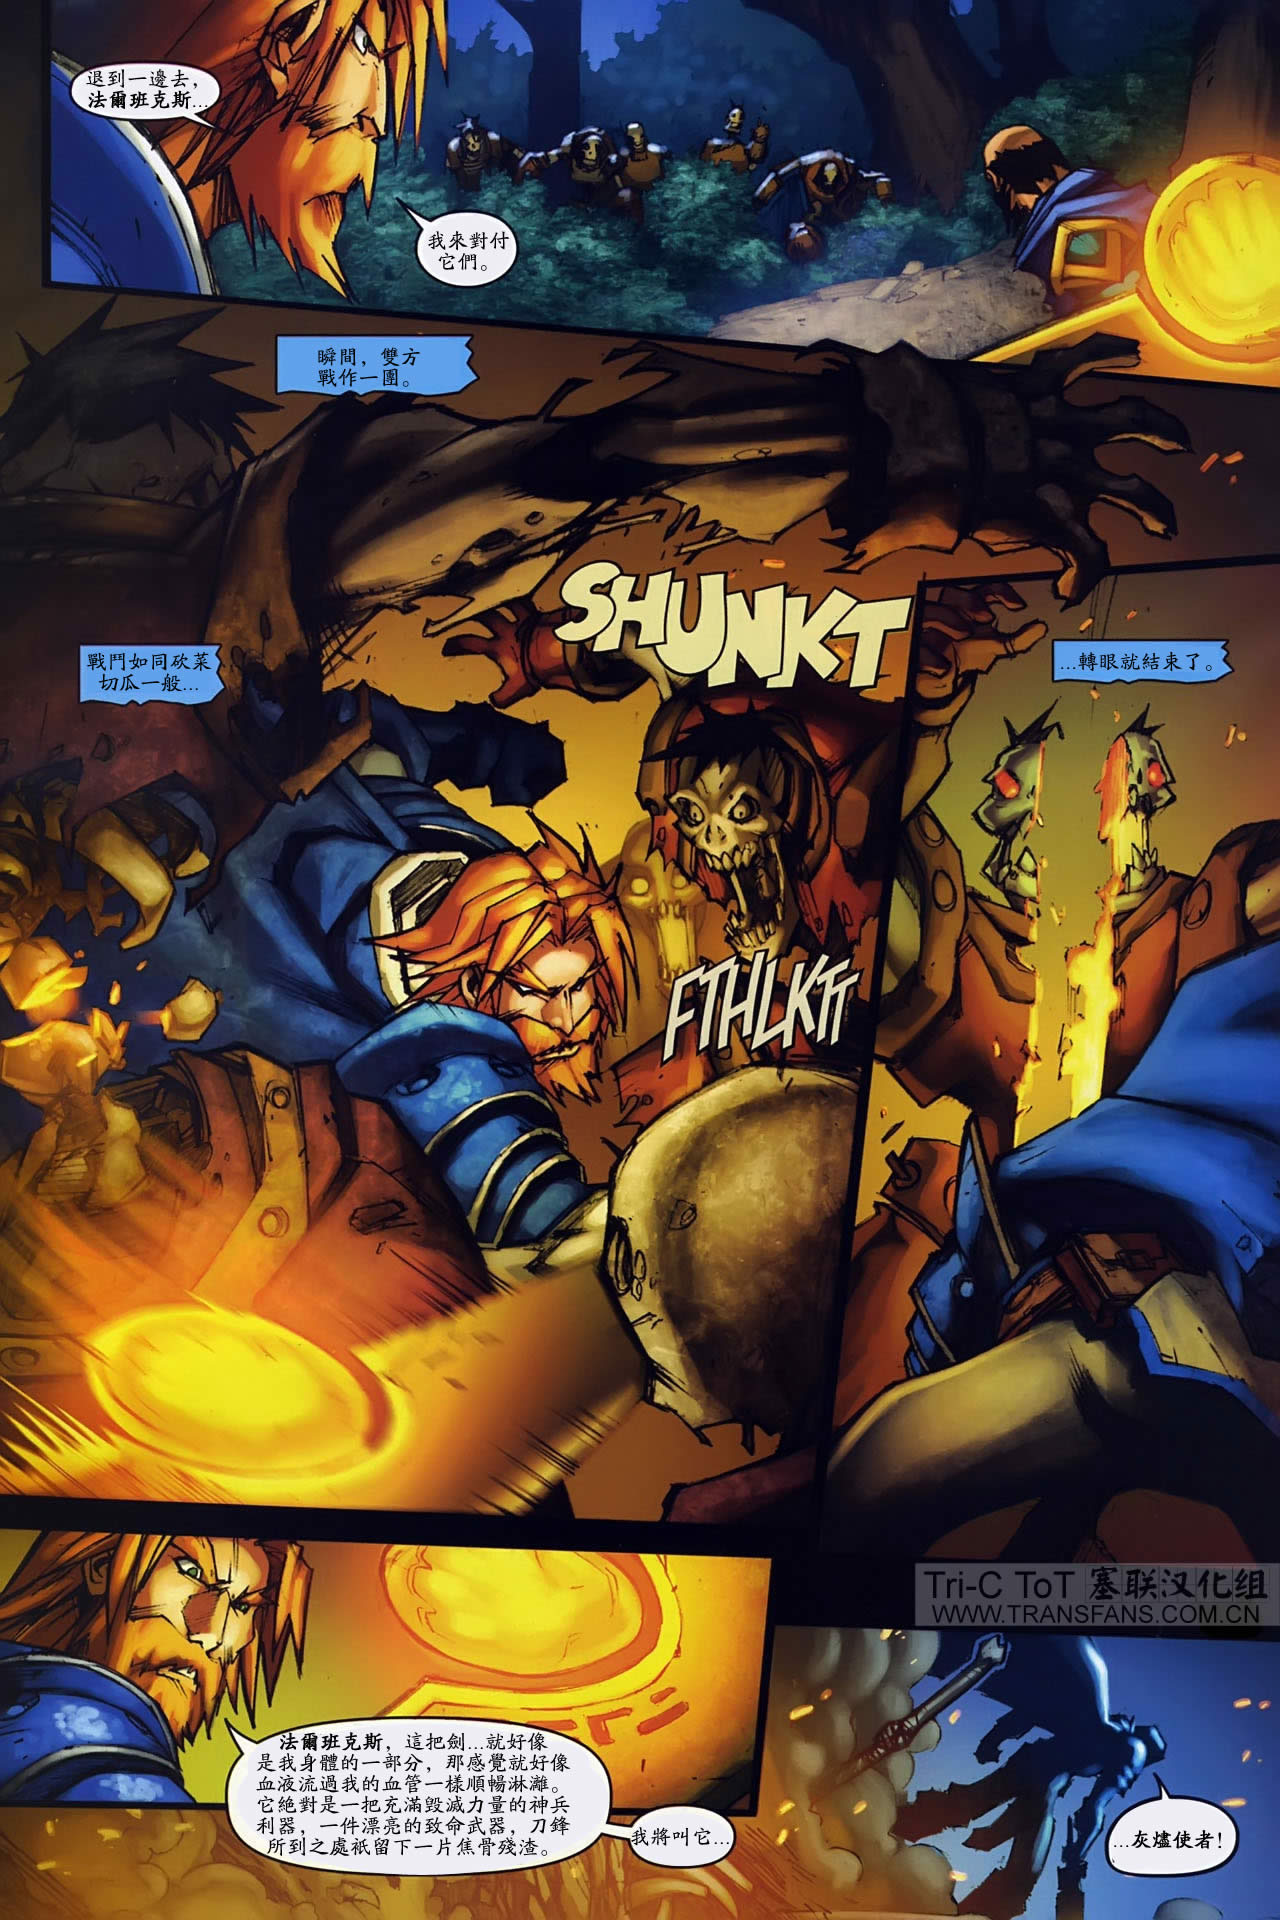 退到一邊去，
法爾班克斯…
我來對付
它們。
瞬間，雙方
戰作一團。
SHUNKT
戰鬥如同砍菜
切瓜一般…
…轉眼就結束了。
FTHLKTT
Tri-C ToT 塞联汉化组
WWW.TRANSFANS.COM.CN
法爾班克斯，這把劍…就好像
是我身體的一部分，那感覺就好像
血液流過我的血管一樣順暢淋漓。
它絕對是一把充滿毀滅力量的神兵
利器，一件漂亮的致命武器，刀鋒
所到之處衹留下一片焦骨殘渣。
我將叫它…
…灰燼使者！